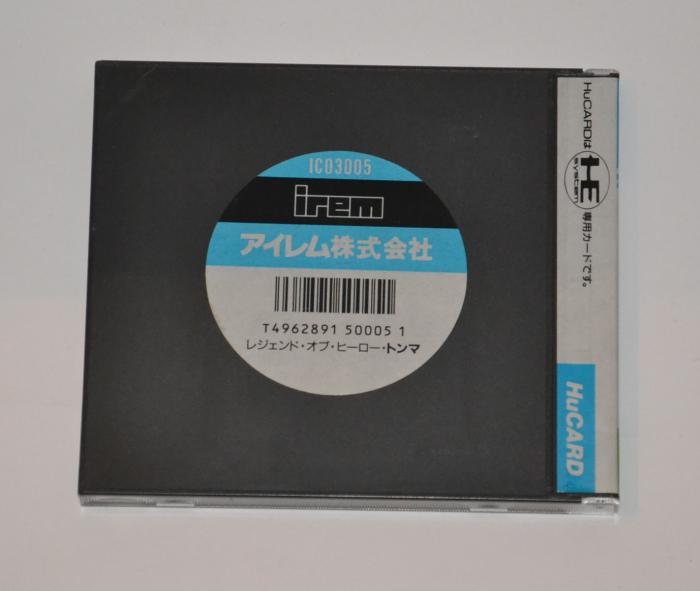 IC03005
irem
アイレム株式会社
T4962891 50005 1
レジェンド・オブ・ヒーロー・トンマ
HuCARDは
HE
system
専用カードです。
HuCARD